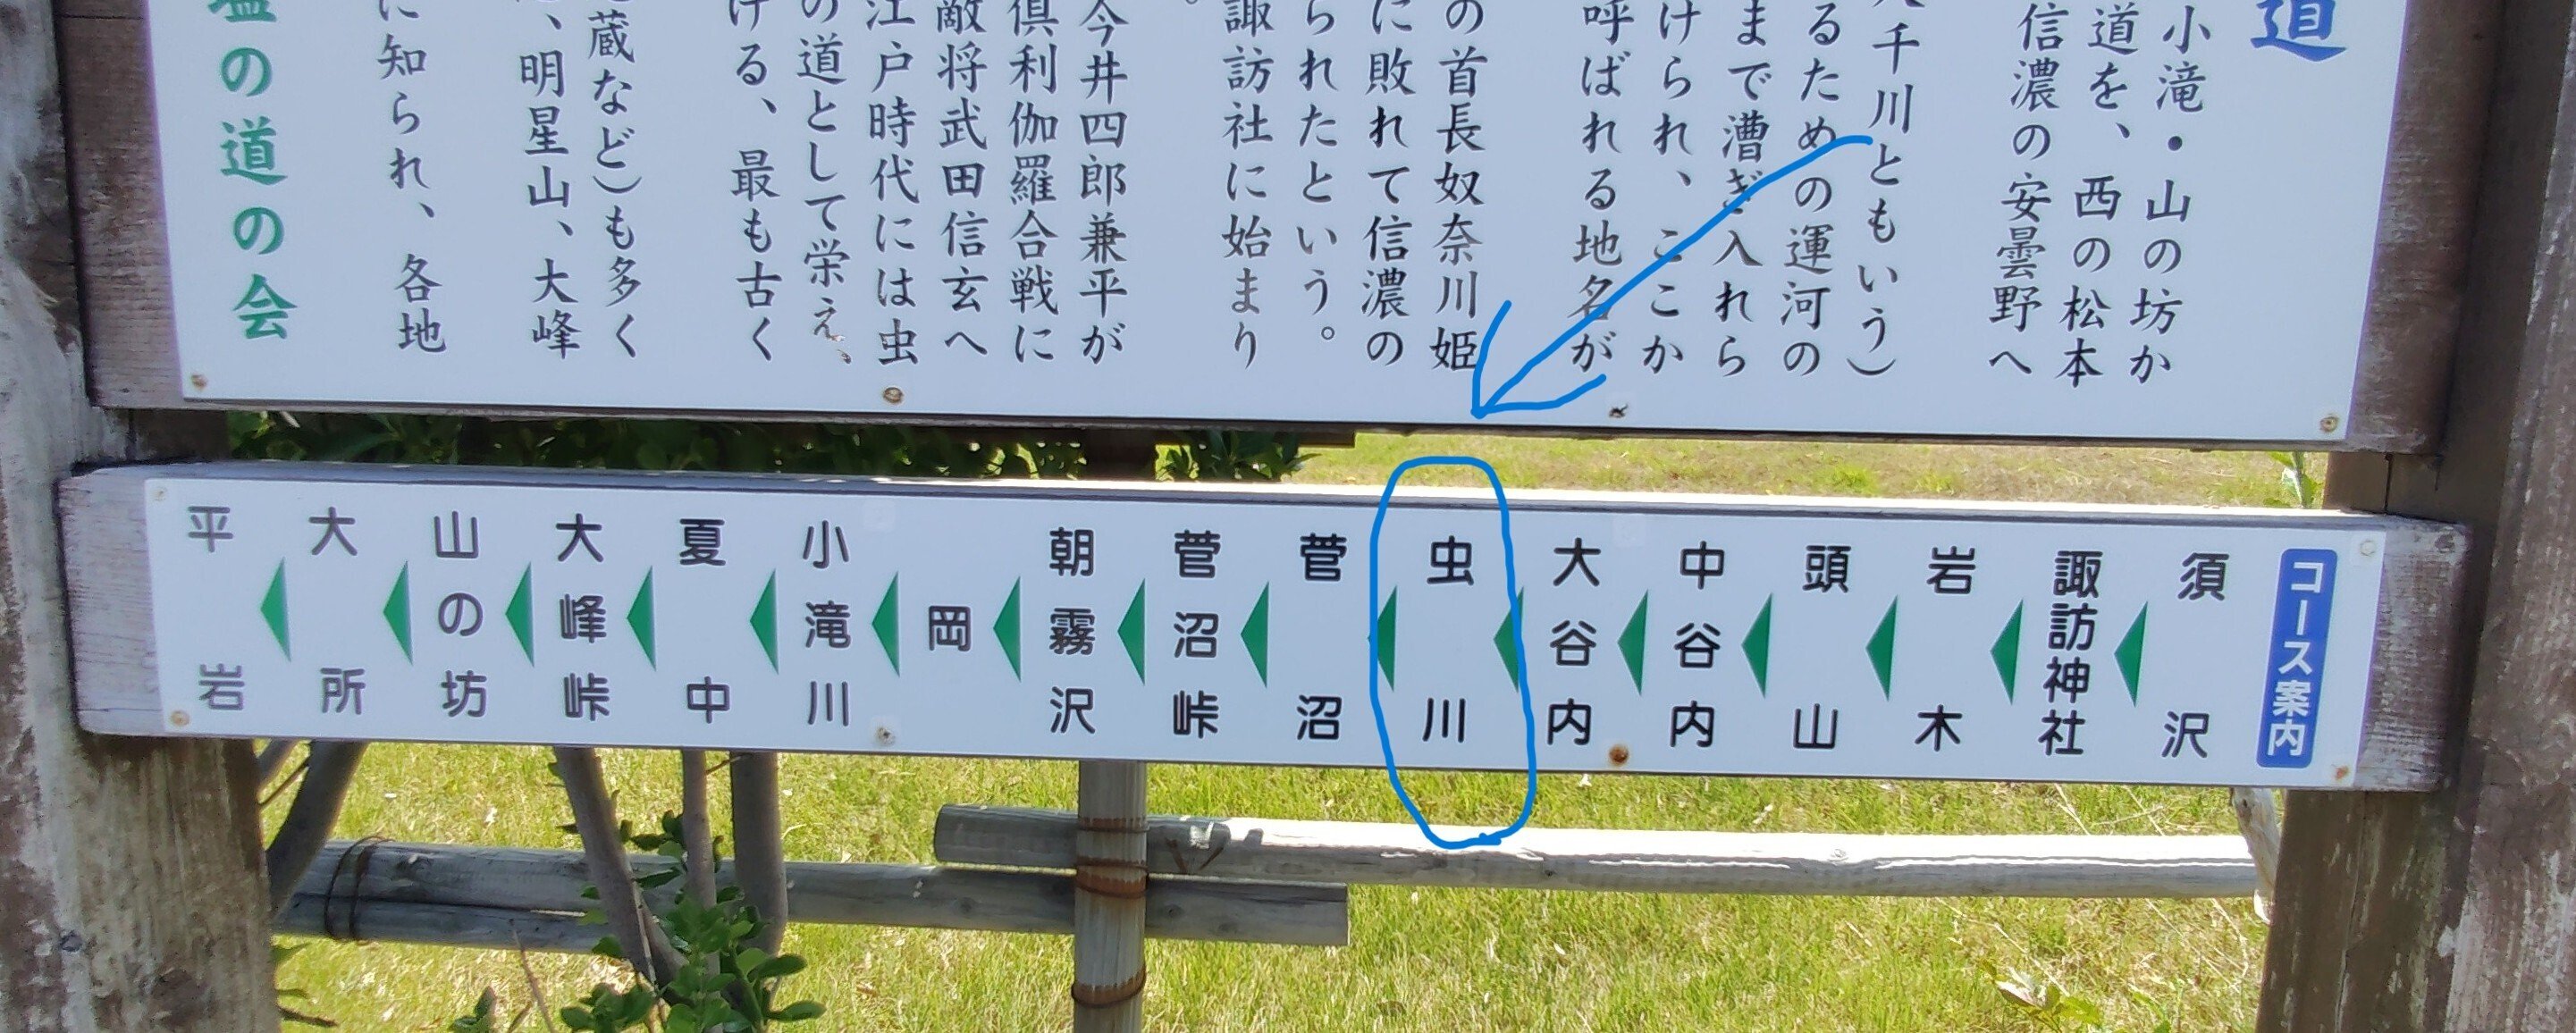 道
小滝・山の坊か
道を、西の松本
信濃の安曇野へ
千川ともいう）
るための運河の
まで漕ぎ入れら
けられ、ここか
呼ばれる地名が
の首長奴奈川姫
に敗れて信濃の
られたという。
諏訪社に始まり
。
今井四郎兼平が
倶利伽羅合戦に
敵将武田信玄へ
江戸時代には虫
の道として栄え、
ける、最も古く
蔵など）も多く
、明星山、大峰
に知られ、各地
塩の道の会
コース案内
須沢
諏訪神社
岩木
頭山
中谷内
大谷内
虫川
菅沼
菅沼峠
朝霧沢
岡
小滝川
夏中
大峰峠
山の坊
大所
平岩